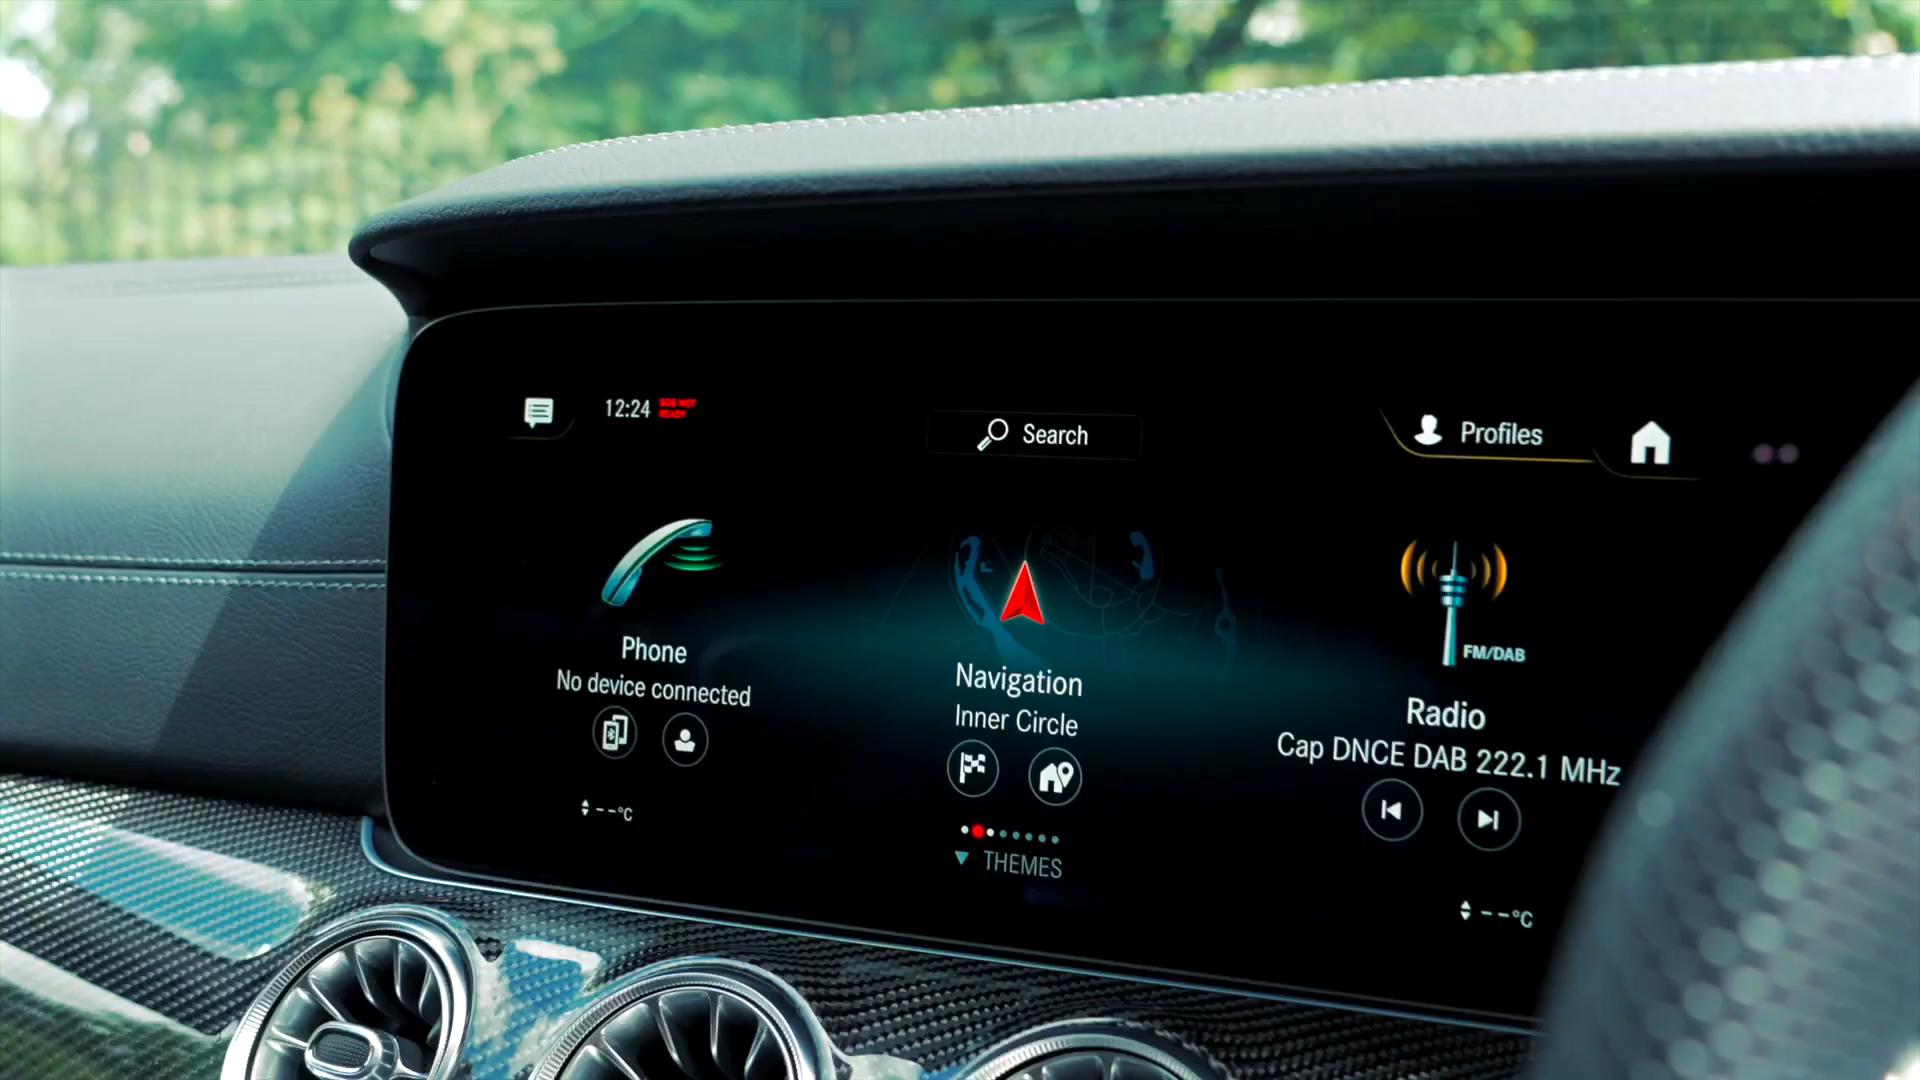 12:24 SOS NOT
READY
Search
Profiles
Phone
No device connected
Navigation
Inner Circle
FM/DAB
Radio
Cap DNCE DAB 222.1 MHz
--°C
THEMES
--°C